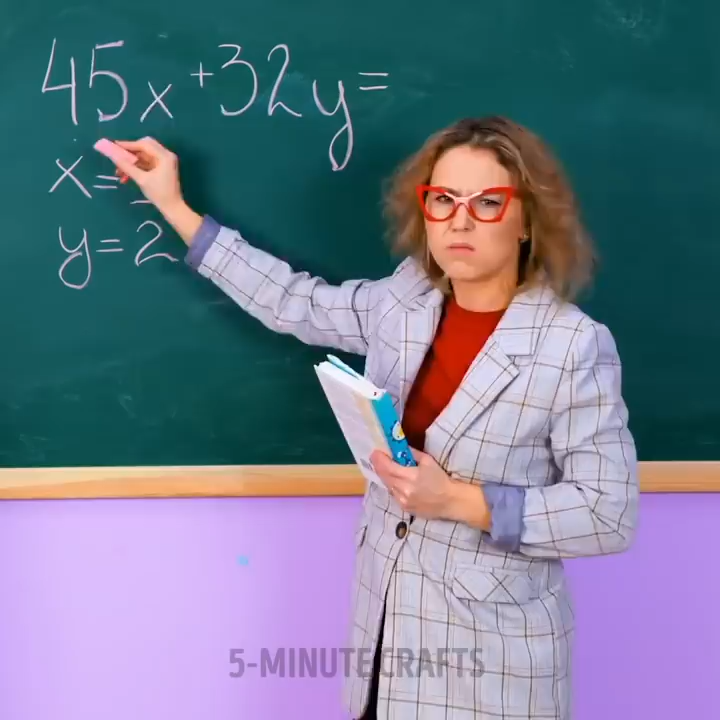 45x+32y=
x=
y=2
5-MINUTE CRAFTS